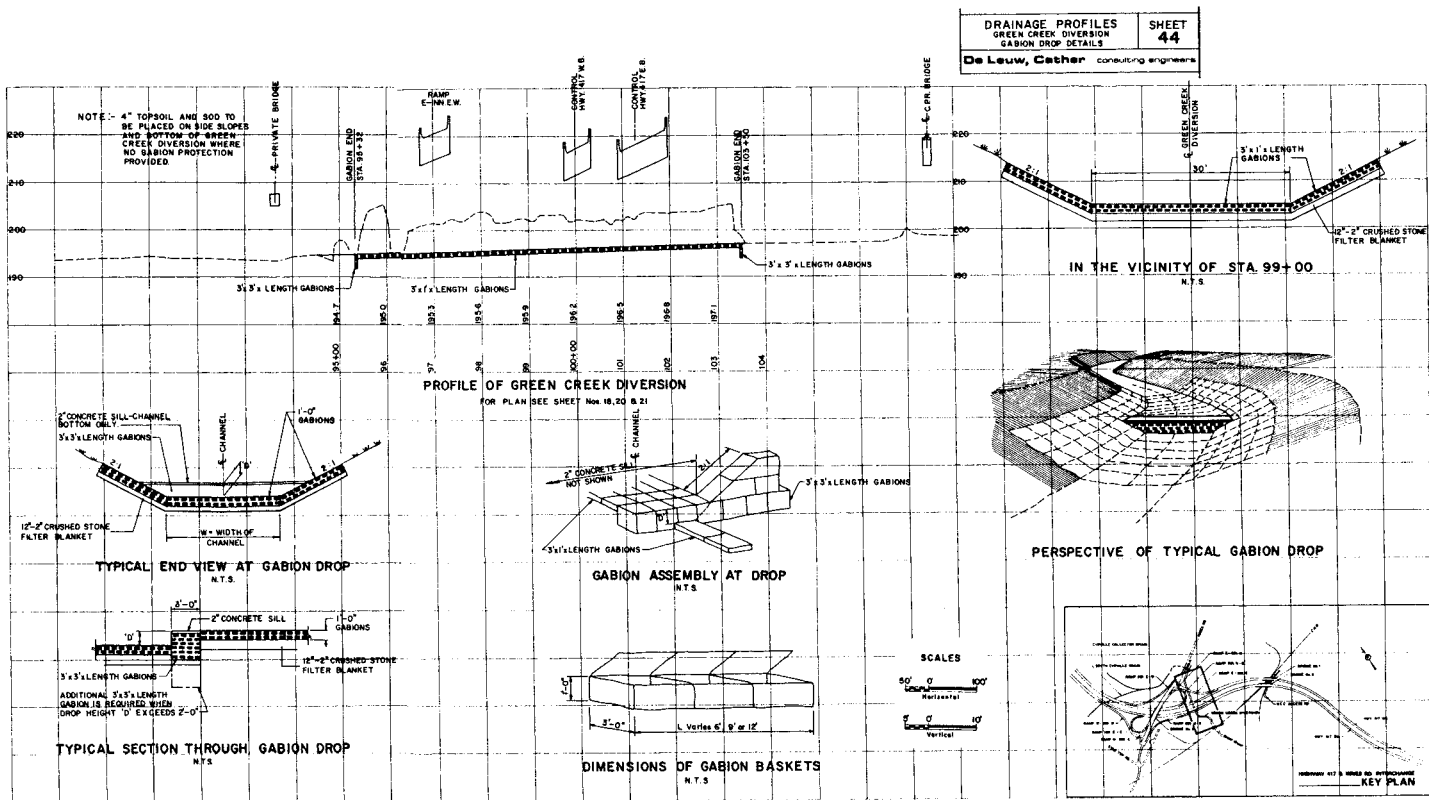 DRAINAGE PROFILES
GREEN CREEK DIVERSION
GABION DROP DETAILS
SHEET
44
De Leuw, Cather consulting engineers
NOTE:- 4" TOPSOIL AND SOD TO
BE PLACED ON SIDE SLOPES
AND BOTTOM OF GREEN
CREEK DIVERSION WHERE
NO GABION PROTECTION
PROVIDED.
220
210
200
190
℄-PRIVATE BRIDGE
GABION END
RAMP
CONTROL
HWY. 417 W.B.
CONTROL
HWY. 417 E.B.
GABION END
STA. 103+50
℄ C.P.R. BRIDGE
3'x3'x LENGTH GABIONS
3'x1'x LENGTH GABIONS
3'x 3'x LENGTH GABIONS
194.7
195.0
195.3
195.6
195.9
196.2
196.5
196.8
197.1
95+00
96
97
98
99
100+00
101
102
103
104
PROFILE OF GREEN CREEK DIVERSION
FOR PLAN SEE SHEET Nos. 18, 20 & 21
220
210
200
190
℄ GREEN CREEK
DIVERSION
3'x1'x LENGTH
GABIONS
2:1
30'
2:1
12"-2" CRUSHED STONE
FILTER BLANKET
IN THE VICINITY OF STA. 99+00
N.T.S.
2" CONCRETE SILL-CHANNEL
BOTTOM ONLY
3'x3'x LENGTH GABIONS
℄ CHANNEL
1'-0"
GABIONS
2:1
'D'
2:1
12"-2" CRUSHED STONE
FILTER BLANKET
W = WIDTH OF
CHANNEL
TYPICAL END VIEW AT GABION DROP
N.T.S.
℄ CHANNEL
2" CONCRETE SILL
NOT SHOWN
2:1
3'x3'x LENGTH GABIONS
'D'
3'x1'x LENGTH GABIONS
GABION ASSEMBLY AT DROP
N.T.S.
PERSPECTIVE OF TYPICAL GABION DROP
3'-0"
2" CONCRETE SILL
1'-0"
GABIONS
'D'
12"-2" CRUSHED STONE
FILTER BLANKET
3'x3'x LENGTH GABIONS
ADDITIONAL 3'x3'x LENGTH
GABION IS REQUIRED WHEN
DROP HEIGHT 'D' EXCEEDS 2'-0"
TYPICAL SECTION THROUGH GABION DROP
N.T.S.
1'-0"
3'-0"
L Varies 6', 9' or 12'
DIMENSIONS OF GABION BASKETS
N.T.S.
SCALES
50' 0' 100'
Horizontal
5' 0' 10'
Vertical
KEY PLAN